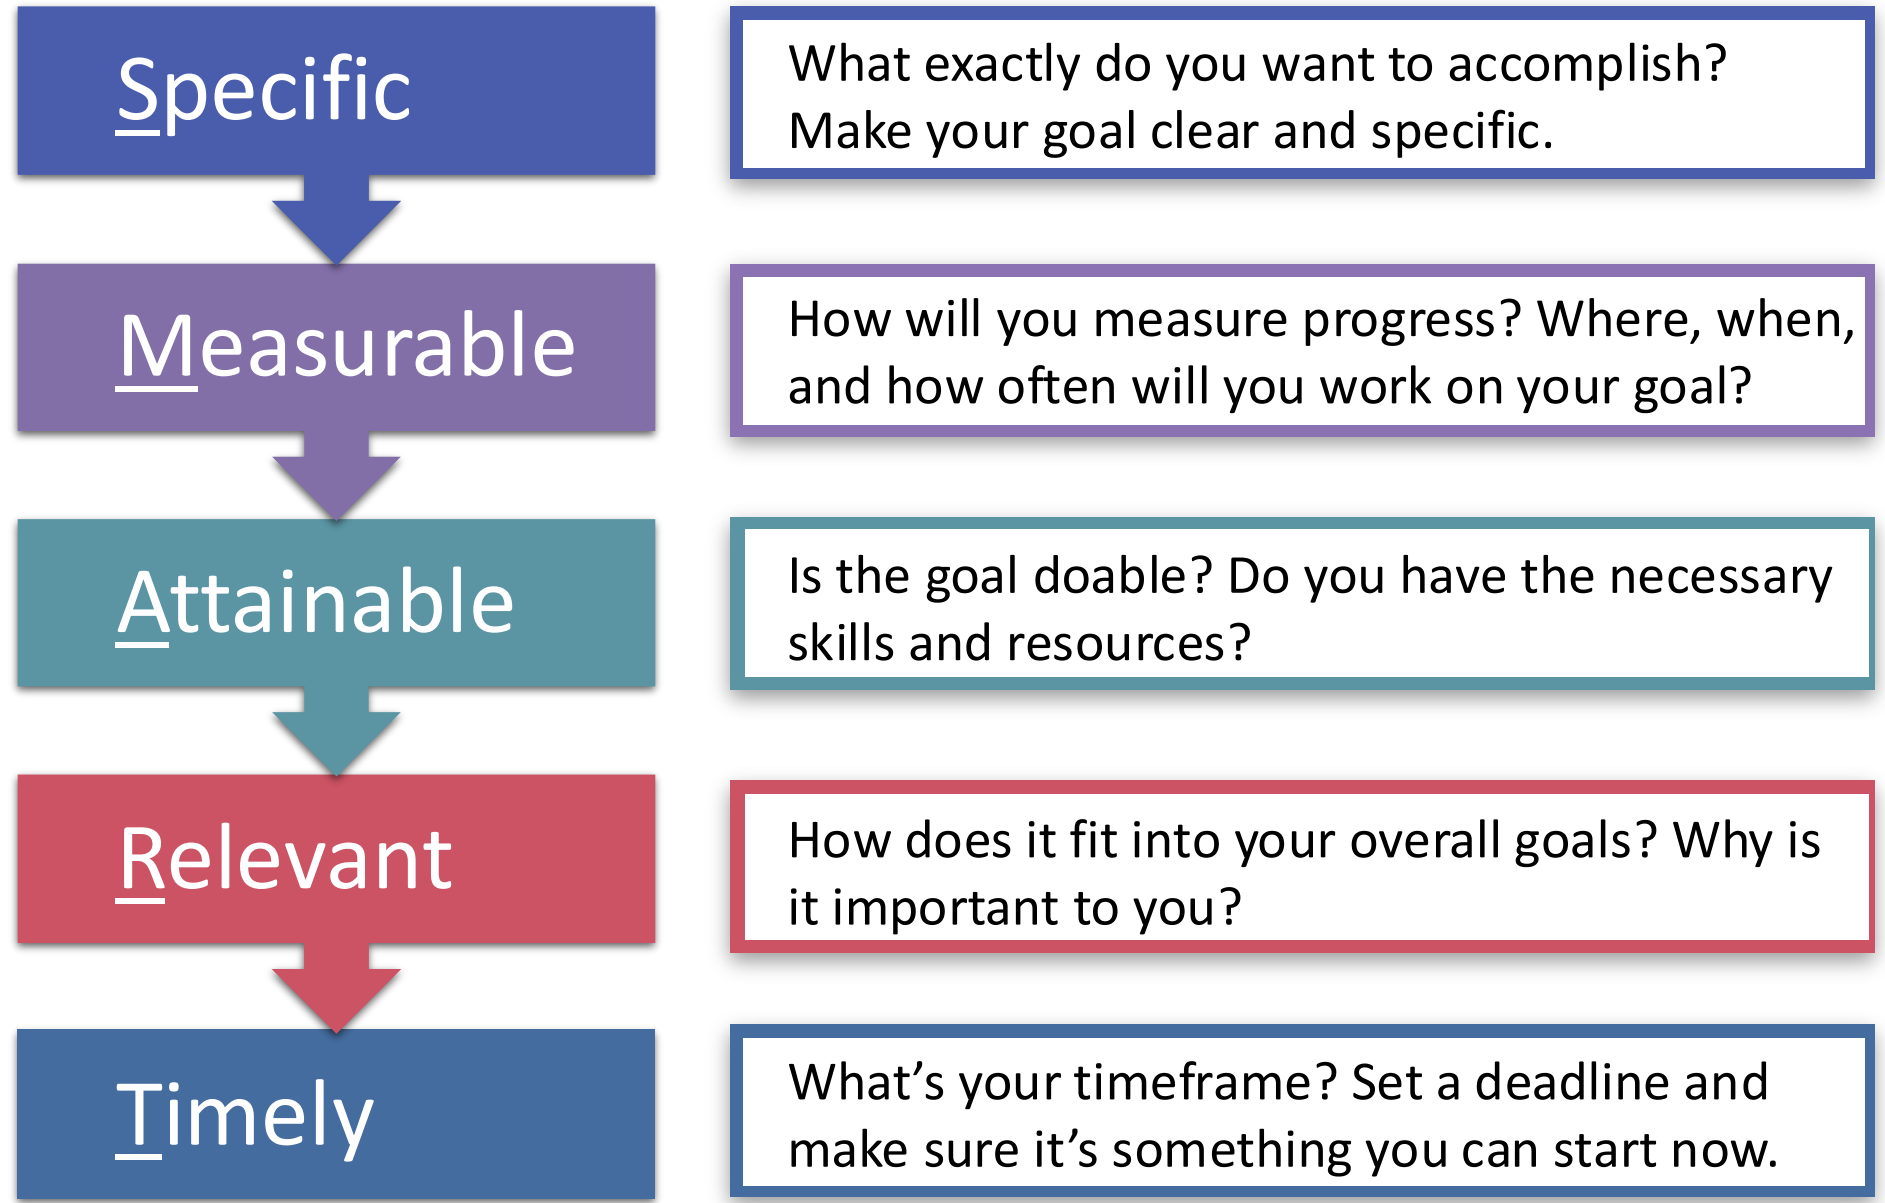 Specific
What exactly do you want to accomplish?
Make your goal clear and specific.
Measurable
How will you measure progress? Where, when,
and how often will you work on your goal?
Attainable
Is the goal doable? Do you have the necessary
skills and resources?
Relevant
How does it fit into your overall goals? Why is
it important to you?
Timely
What’s your timeframe? Set a deadline and
make sure it’s something you can start now.